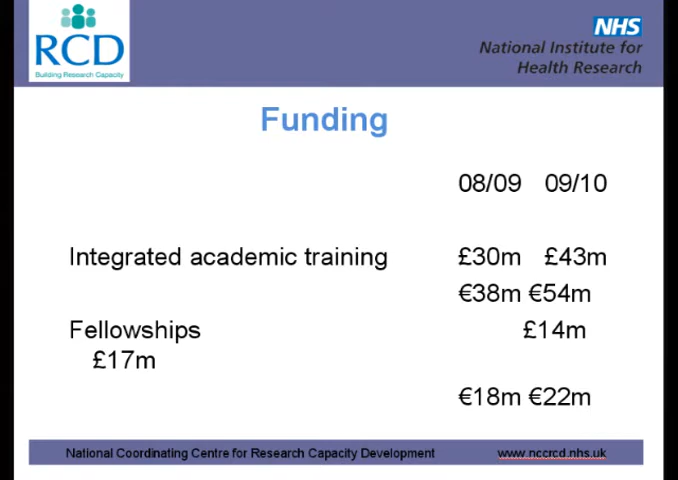 RCD
Building Research Capacity
NHS
National Institute for
Health Research
Funding
08/09 09/10
Integrated academic training £30m £43m
€38m €54m
Fellowships £14m
£17m
€18m €22m
National Coordinating Centre for Research Capacity Development www.nccrcd.nhs.uk